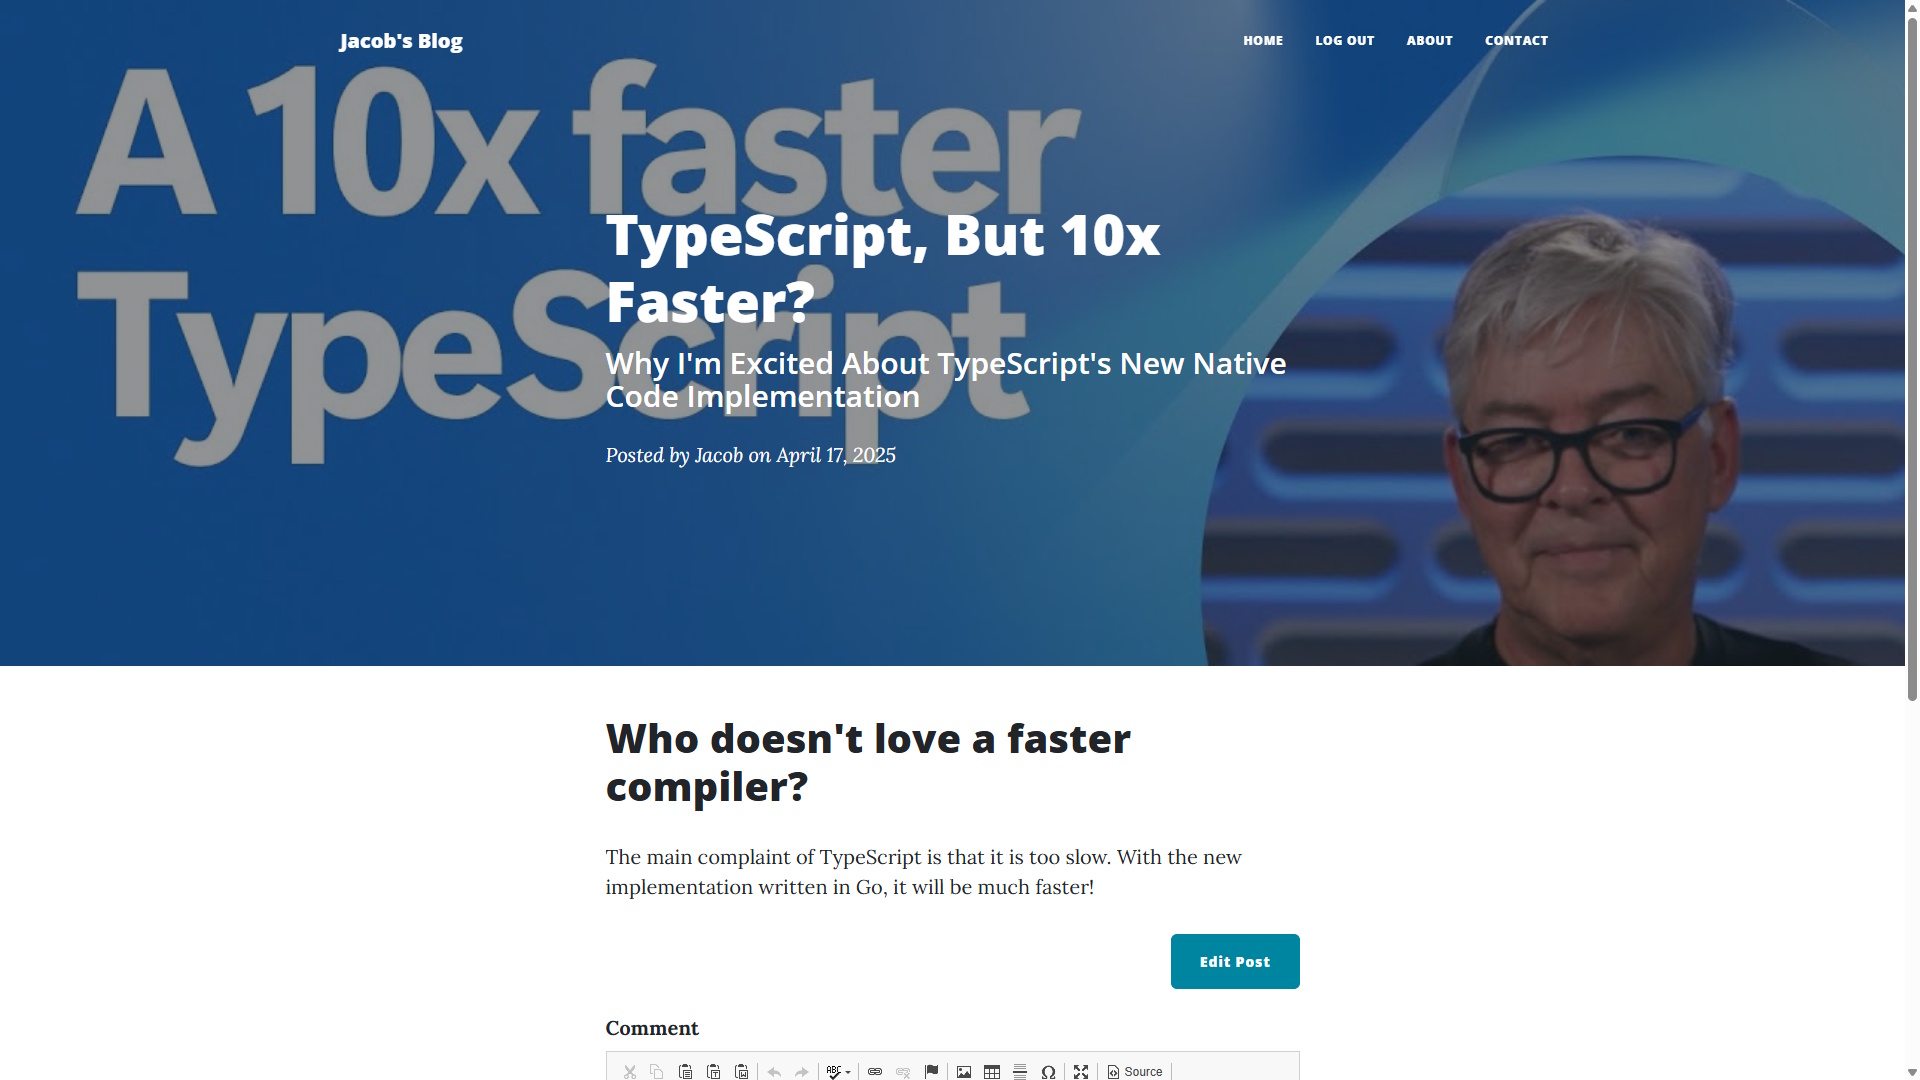 Jacob's Blog
HOME
LOG OUT
ABOUT
CONTACT
A 10x faster
TypeScript
TypeScript, But 10x
Faster?
Why I'm Excited About TypeScript's New Native
Code Implementation
Posted by Jacob on April 17, 2025
Who doesn't love a faster
compiler?
The main complaint of TypeScript is that it is too slow. With the new
implementation written in Go, it will be much faster!
Edit Post
Comment
ABC
Source